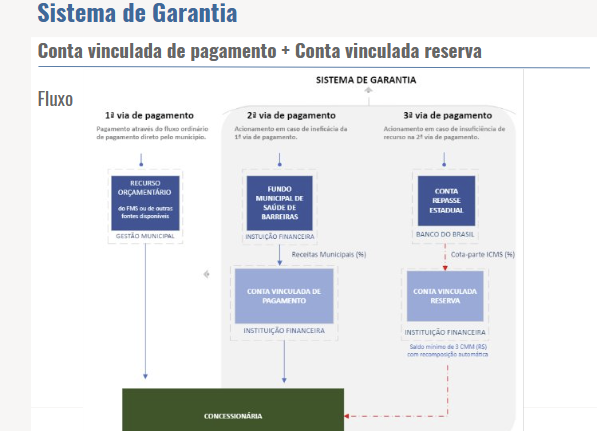 Sistema de Garantia
Conta vinculada de pagamento + Conta vinculada reserva
SISTEMA DE GARANTIA
Fluxo
1ª via de pagamento
Pagamento através do fluxo ordinário
de pagamento direto pelo município.
2ª via de pagamento
Acionamento em caso de ineficácia da
1ª via de pagamento.
3ª via de pagamento
Acionamento em caso de insuficiência de
recurso na 2ª via de pagamento.
RECURSO
ORÇAMENTÁRIO
do FMS ou de outras
fontes disponíveis
GESTÃO MUNICIPAL
FUNDO
MUNICIPAL DE
SAÚDE DE
BARREIRAS
INSTUIÇÃO FINANCEIRA
CONTA
REPASSE
ESTADUAL
BANCO DO BRASIL
Receitas Municipais (%)
Cota-parte ICMS (%)
CONTA VINCULADA DE
PAGAMENTO
INSTITUIÇÃO FINANCEIRA
CONTA VINCULADA
RESERVA
INSTITUIÇÃO FINANCEIRA
Saldo mínimo de 3 CMM (R$)
com recomposição automática
CONCESSIONÁRIA